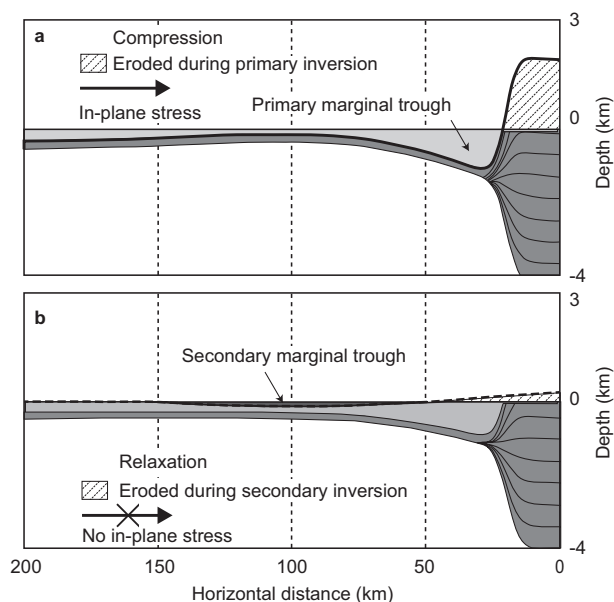 3
a
Compression
Eroded during primary inversion
In-plane stress
Primary marginal trough
0
Depth (km)
-4
3
b
Secondary marginal trough
0
Depth (km)
Relaxation
Eroded during secondary inversion
No in-plane stress
-4
200 150 100 50 0
Horizontal distance (km)